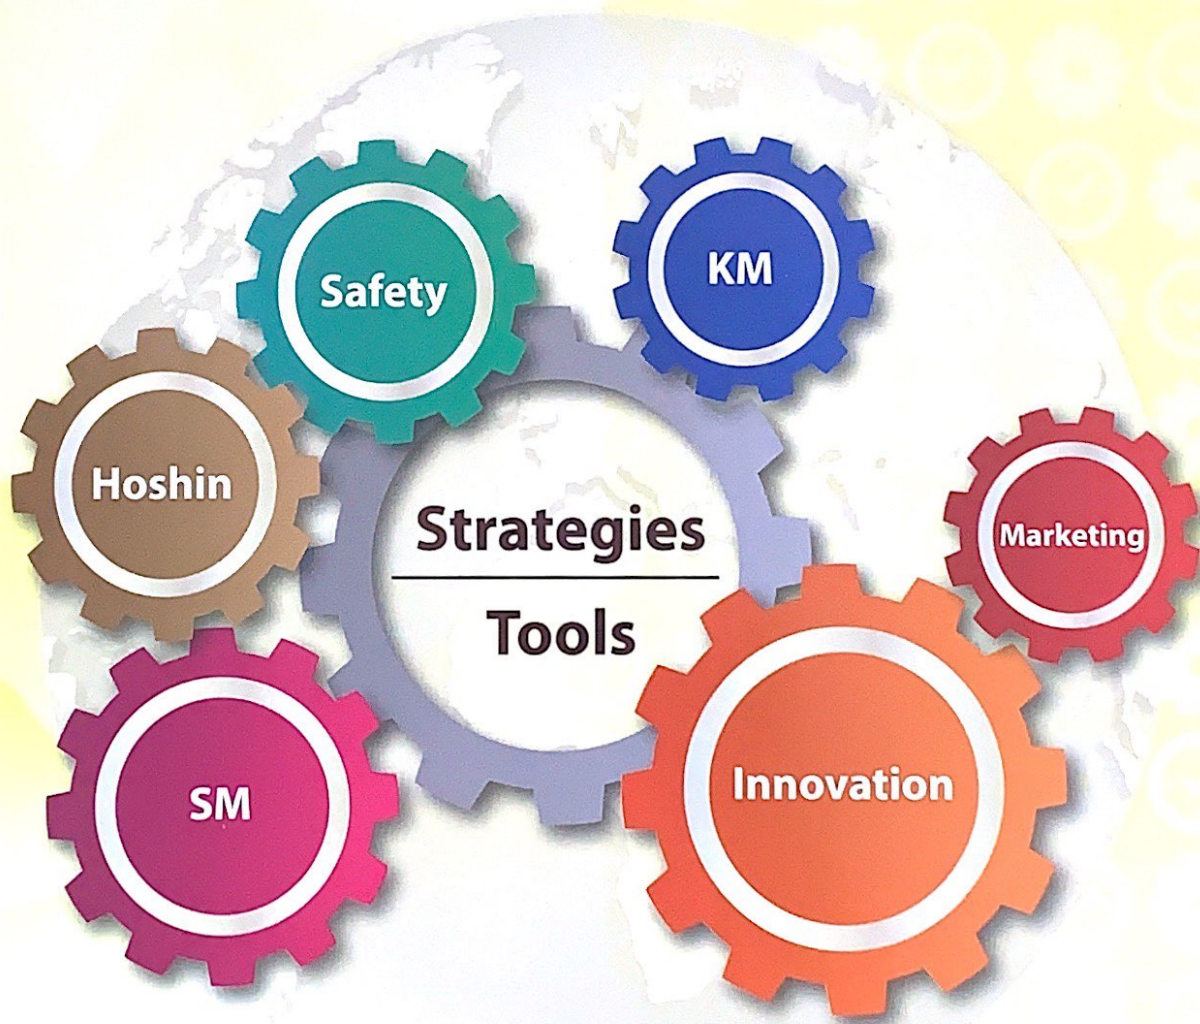 Safety
KM
Hoshin
Strategies
Tools
Marketing
SM
Innovation